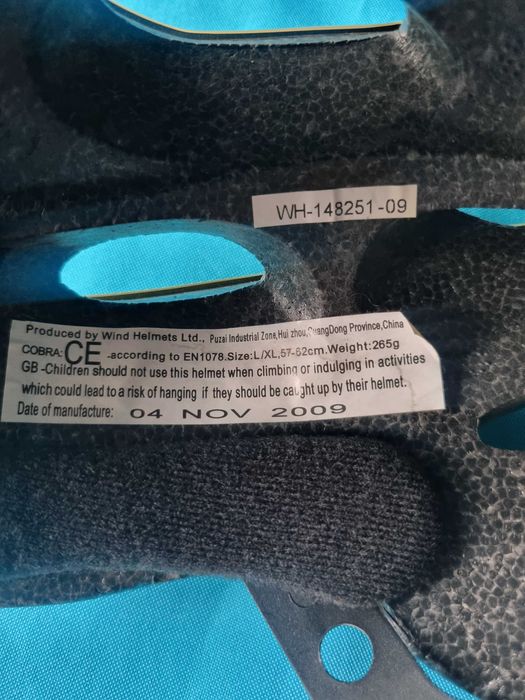 WH-148251-09
Produced by Wind Helmets Ltd., Puzai Industrial Zone,Hui zhou,GuangDong Province,China
COBRA: CE -according to EN1078.Size:L/XL,57-62cm.Weight:265g
GB -Children should not use this helmet when climbing or indulging in activities
which could lead to a risk of hanging if they should be caught up by their helmet.
Date of manufacture: 04 NOV 2009